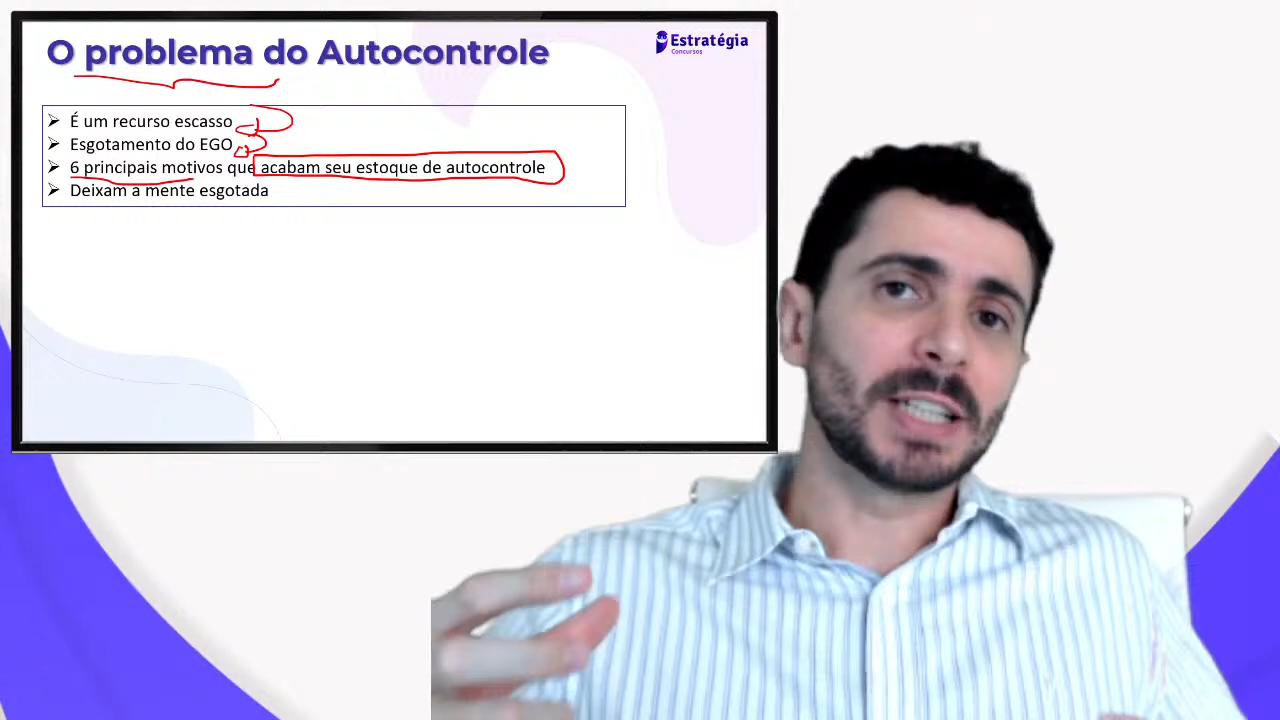 O problema do Autocontrole
Estratégia
Concursos
É um recurso escasso
Esgotamento do EGO
6 principais motivos que acabam seu estoque de autocontrole
Deixam a mente esgotada